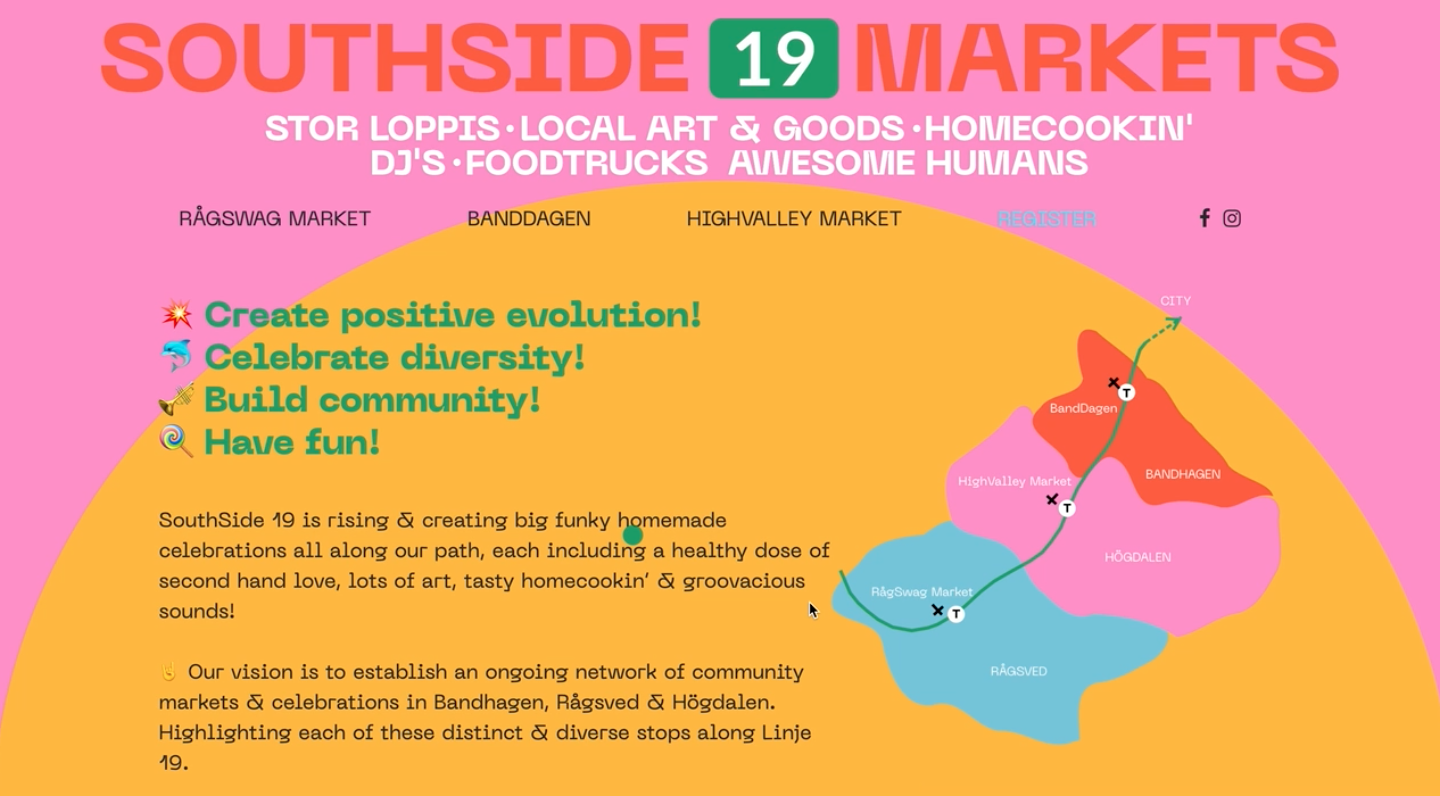 SOUTHSIDE 19 MARKETS
STOR LOPPIS · LOCAL ART & GOODS · HOMECOOKIN'
DJ'S · FOODTRUCKS AWESOME HUMANS
RÅGSWAG MARKET BANDDAGEN HIGHVALLEY MARKET REGISTER
Create positive evolution!
Celebrate diversity!
Build community!
Have fun!
SouthSide 19 is rising & creating big funky homemade
celebrations all along our path, each including a healthy dose of
second hand love, lots of art, tasty homecookin' & groovacious
sounds!
Our vision is to establish an ongoing network of community
markets & celebrations in Bandhagen, Rågsved & Högdalen.
Highlighting each of these distinct & diverse stops along Linje
19.
CITY
T
BandDagen
BANDHAGEN
HighValley Market
T
HÖGDALEN
RågSwag Market
T
RÅGSVED